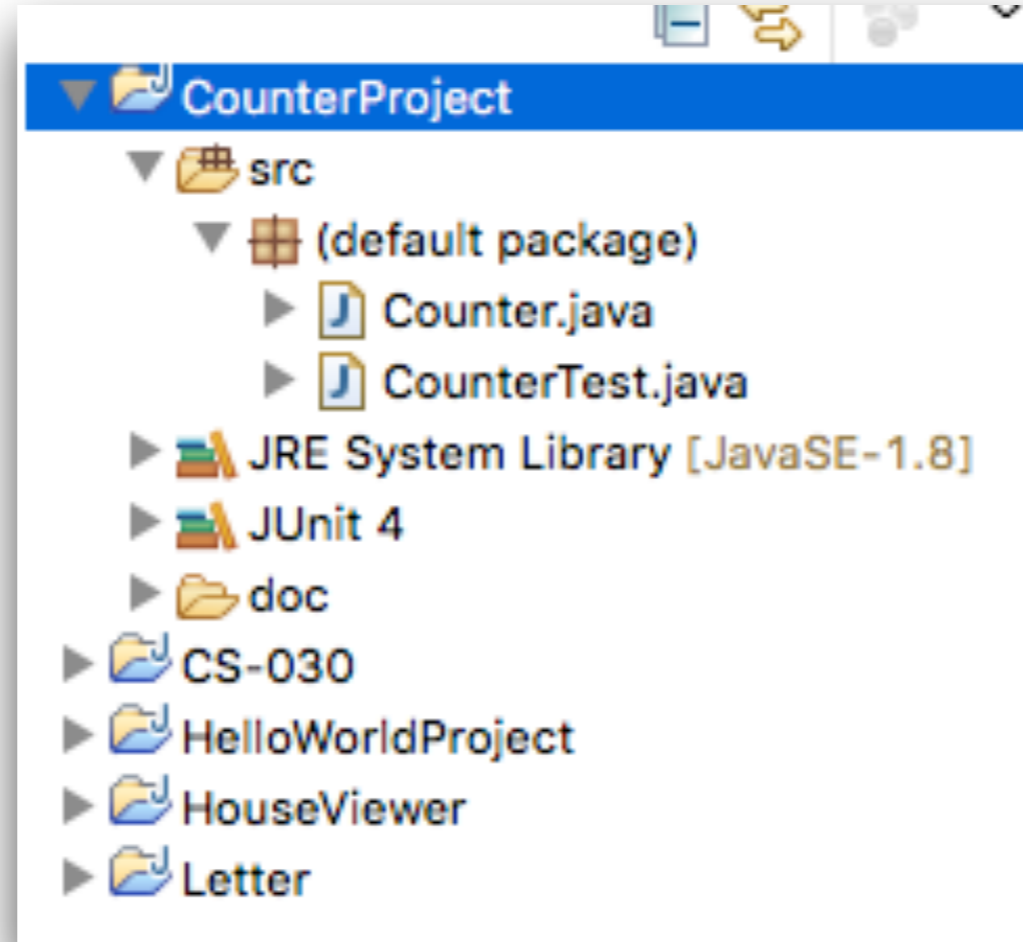 CounterProject
src
(default package)
Counter.java
CounterTest.java
JRE System Library [JavaSE-1.8]
JUnit 4
doc
CS-030
HelloWorldProject
HouseViewer
Letter